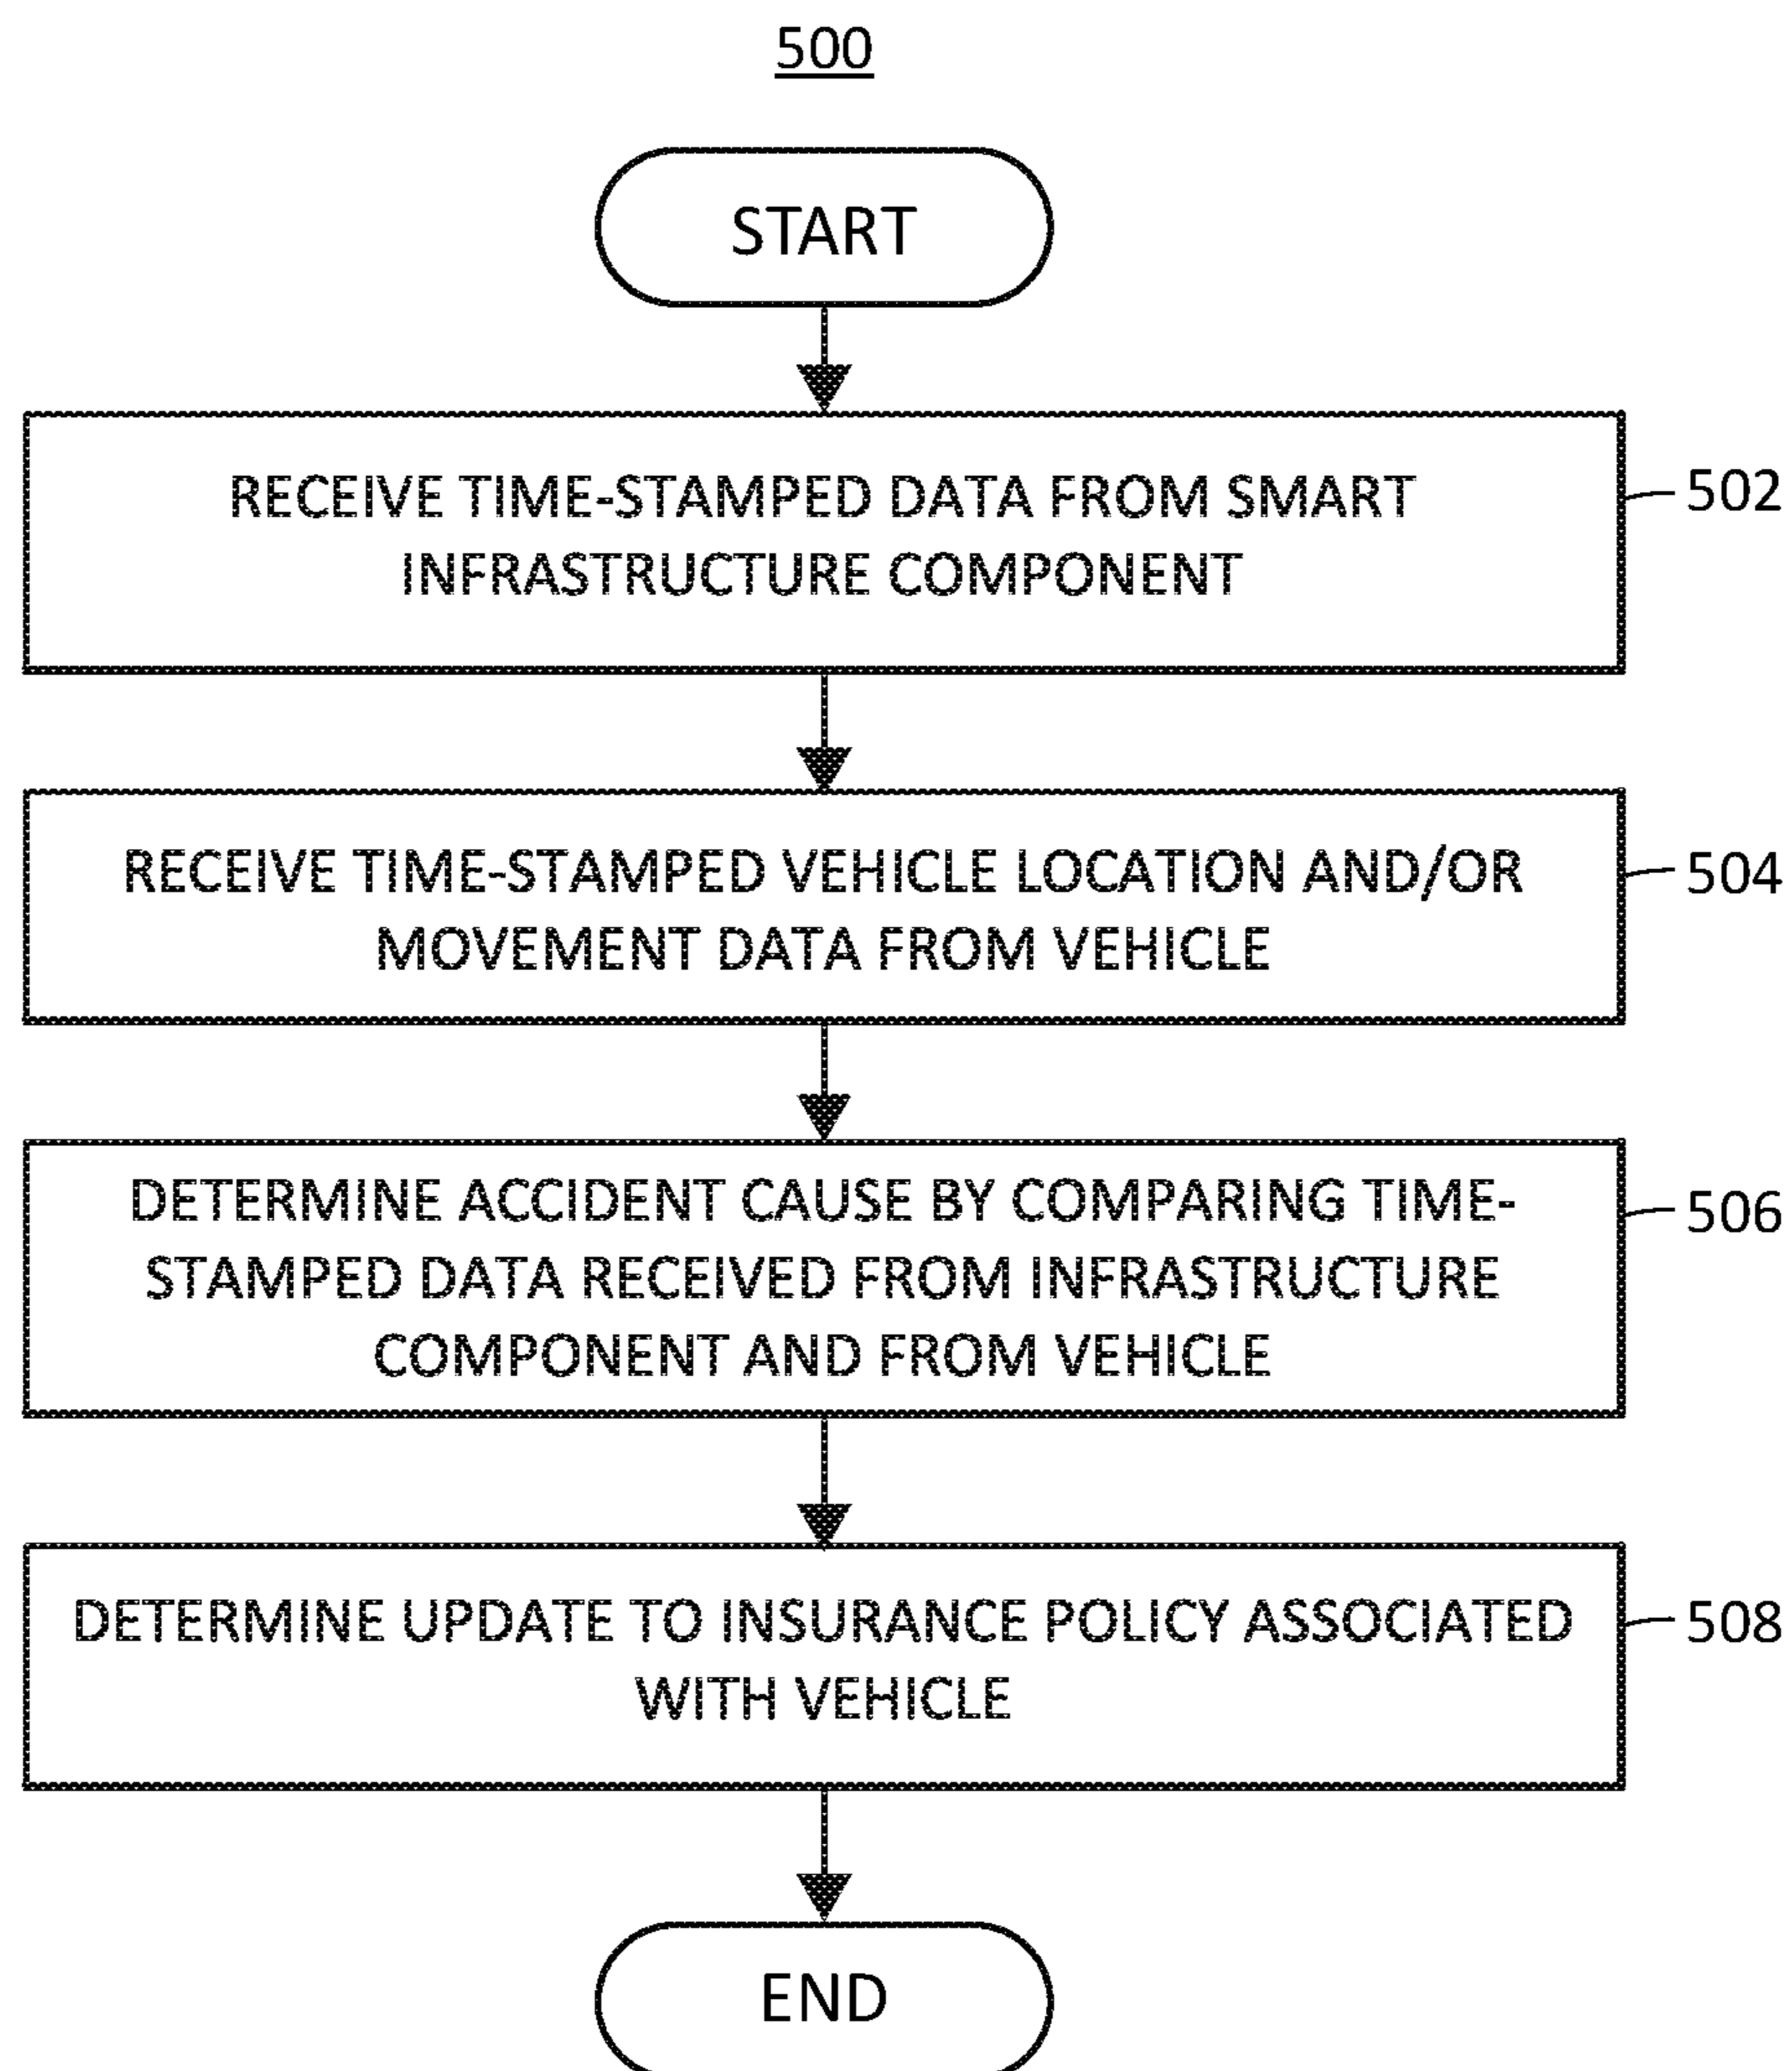 500
START
RECEIVE TIME-STAMPED DATA FROM SMART
INFRASTRUCTURE COMPONENT
502
RECEIVE TIME-STAMPED VEHICLE LOCATION AND/OR
MOVEMENT DATA FROM VEHICLE
504
DETERMINE ACCIDENT CAUSE BY COMPARING TIME-
STAMPED DATA RECEIVED FROM INFRASTRUCTURE
COMPONENT AND FROM VEHICLE
506
DETERMINE UPDATE TO INSURANCE POLICY ASSOCIATED
WITH VEHICLE
508
END